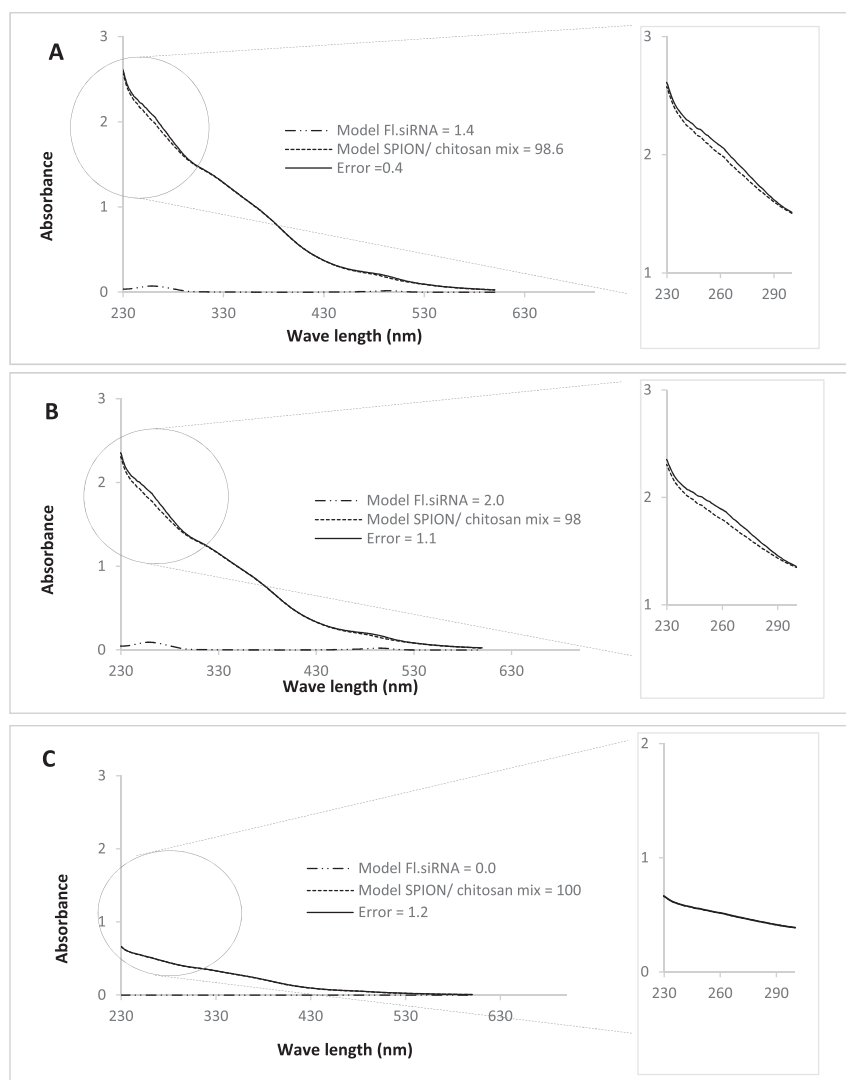 A
3
2
1
0
Absorbance
230 330 430 530 630
Wave length (nm)
Model Fl.siRNA = 1.4
Model SPION/ chitosan mix = 98.6
Error =0.4
3
2
1
230 260 290
B
3
2
1
0
Absorbance
230 330 430 530 630
Wave length (nm)
Model Fl.siRNA = 2.0
Model SPION/ chitosan mix = 98
Error = 1.1
3
2
1
230 260 290
C
3
2
1
0
Absorbance
230 330 430 530 630
Wave length (nm)
Model Fl.siRNA = 0.0
Model SPION/ chitosan mix = 100
Error = 1.2
2
1
0
230 260 290